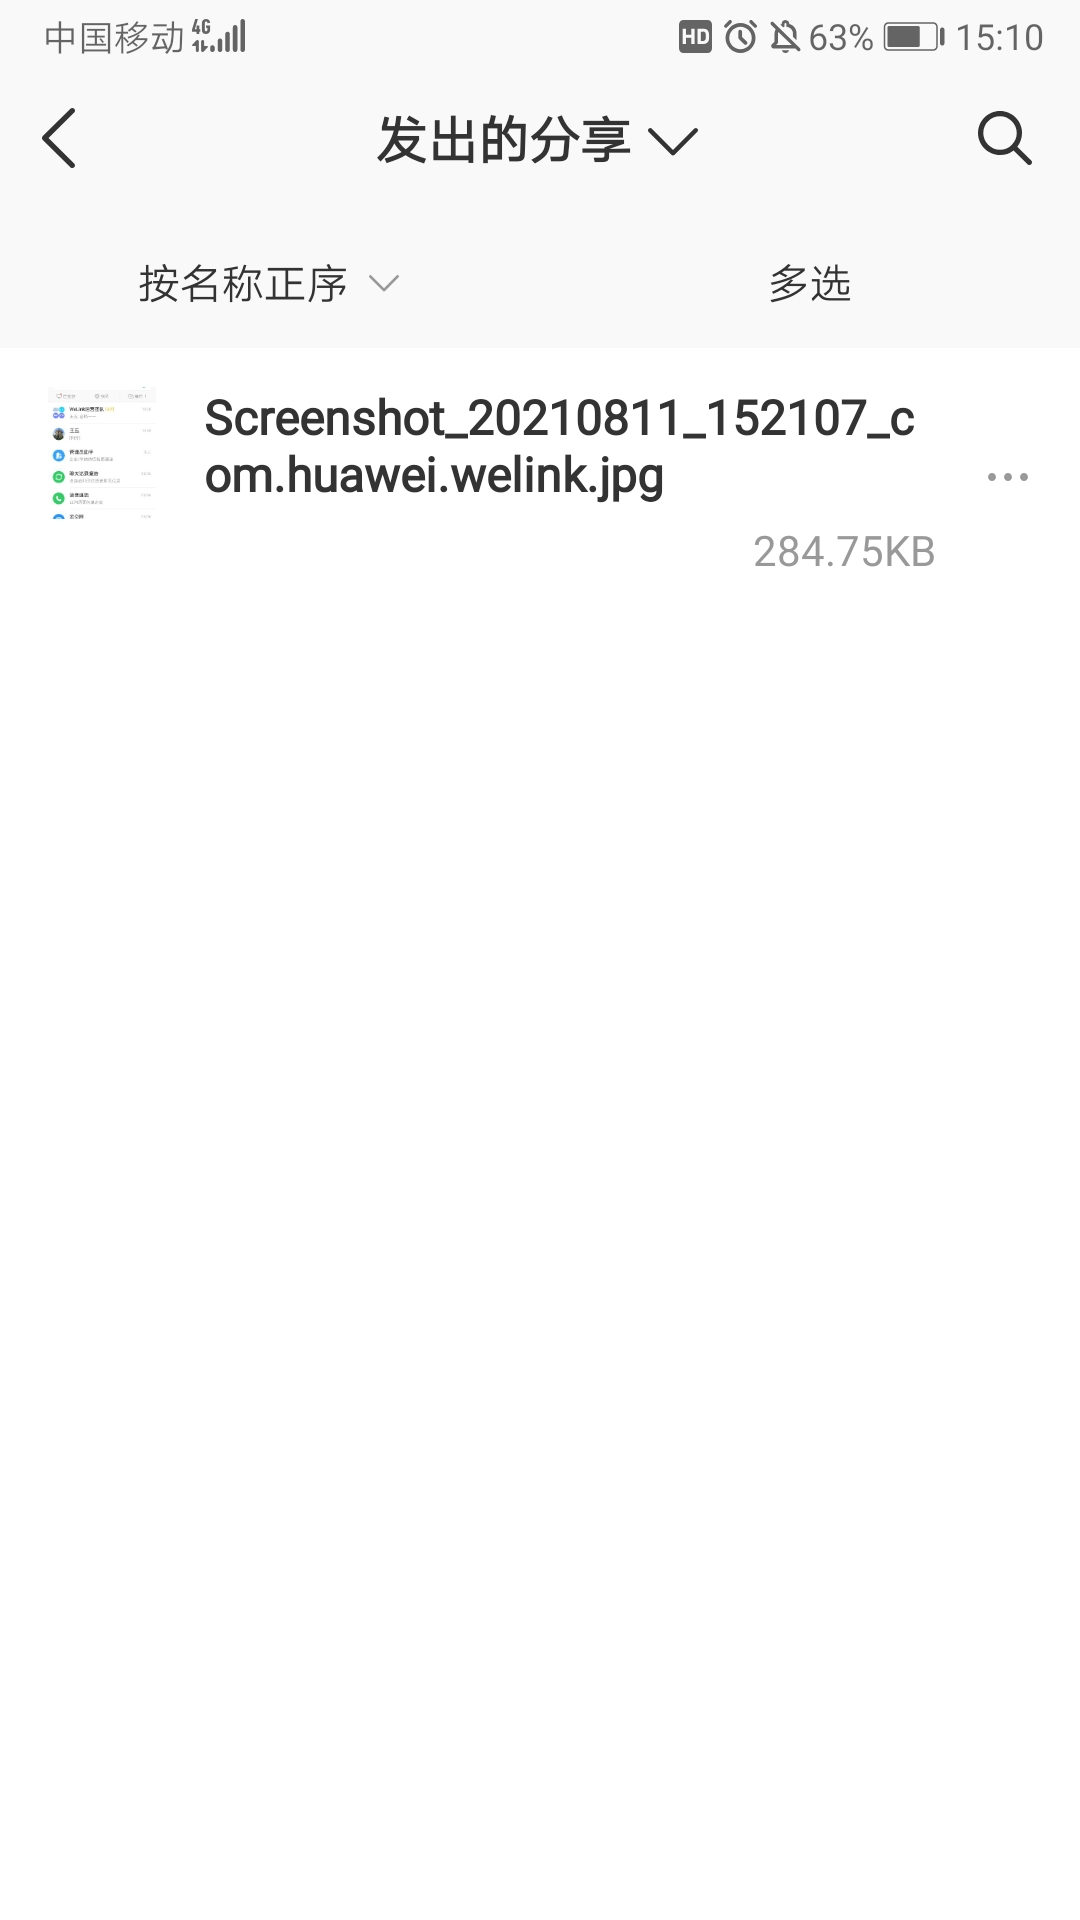 中国移动 4G HD 63% 15:10
发出的分享
按名称正序 多选
Screenshot_20210811_152107_c
om.huawei.welink.jpg
284.75KB